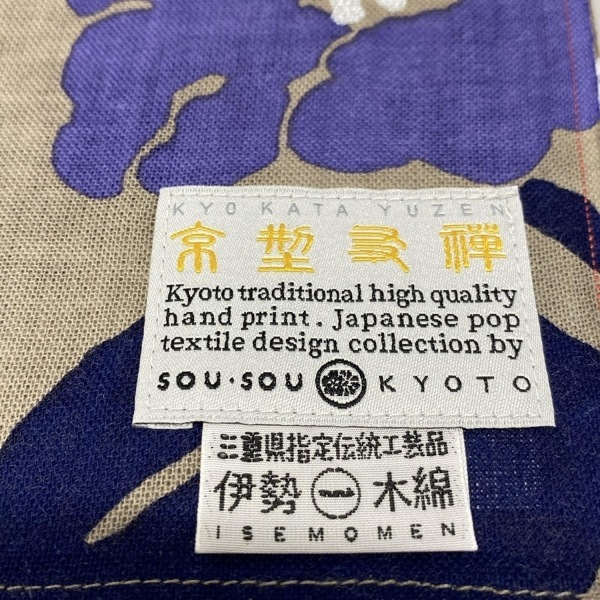 KYO KATA YUZEN
京型友禅
Kyoto traditional high quality
hand print. Japanese pop
textile design collection by
SOU・SOU KYOTO
三重県指定伝統工芸品
伊勢一木綿
ISEMOMEN